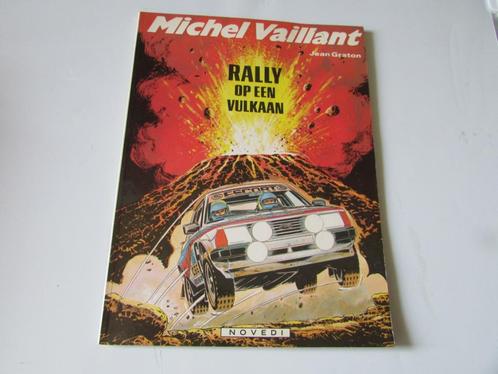 Michel Vaillant
Jean Graton
RALLY
OP EEN
VULKAAN
NOVEDI